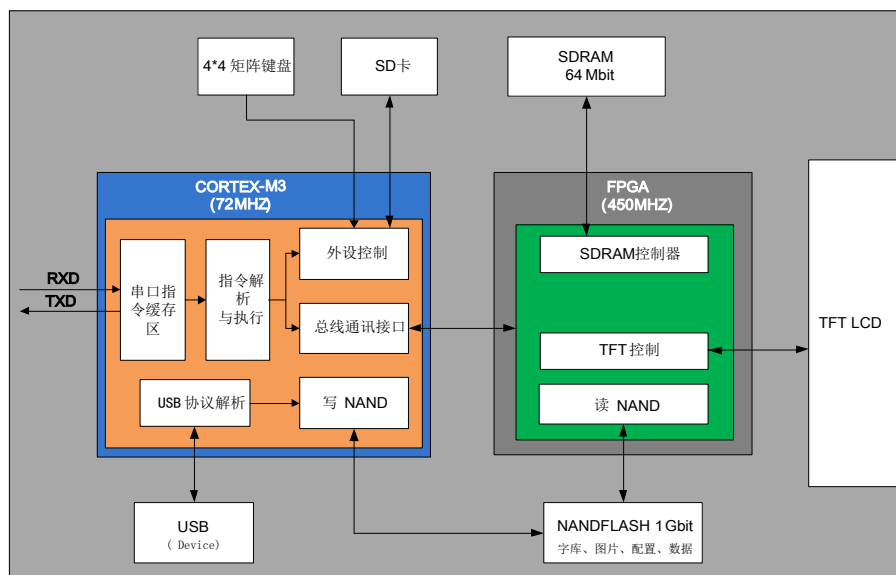 4*4 矩阵键盘
SD卡
SDRAM
64 Mbit
CORTEX-M3
(72MHZ)
FPGA
(450MHZ)
外设控制
SDRAM控制器
RXD
TXD
串口指
令缓存
区
指令解
析
与执行
总线通讯接口
TFT 控制
TFT LCD
USB 协议解析
写 NAND
读 NAND
USB
( Device)
NANDFLASH 1 Gbit
字库、图片、配置、数据